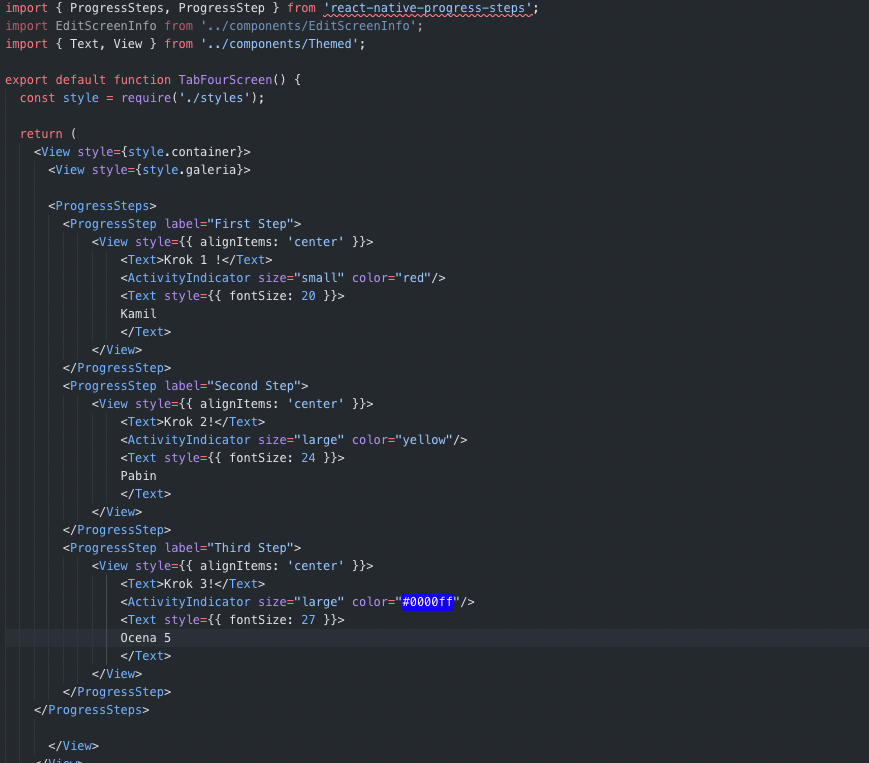 import { ProgressSteps, ProgressStep } from 'react-native-progress-steps';
import EditScreenInfo from '../components/EditScreenInfo';
import { Text, View } from '../components/Themed';
export default function TabFourScreen() {
const style = require('./styles');
return (
<View style={style.container}>
<View style={style.galeria}>
<ProgressSteps>
<ProgressStep label="First Step">
<View style={{ alignItems: 'center' }}>
<Text>Krok 1 !</Text>
<ActivityIndicator size="small" color="red"/>
<Text style={{ fontSize: 20 }}>
Kamil
</Text>
</View>
</ProgressStep>
<ProgressStep label="Second Step">
<View style={{ alignItems: 'center' }}>
<Text>Krok 2!</Text>
<ActivityIndicator size="large" color="yellow"/>
<Text style={{ fontSize: 24 }}>
Pabin
</Text>
</View>
</ProgressStep>
<ProgressStep label="Third Step">
<View style={{ alignItems: 'center' }}>
<Text>Krok 3!</Text>
<ActivityIndicator size="large" color="#0000ff"/>
<Text style={{ fontSize: 27 }}>
Ocena 5
</Text>
</View>
</ProgressStep>
</ProgressSteps>
</View>
</View>